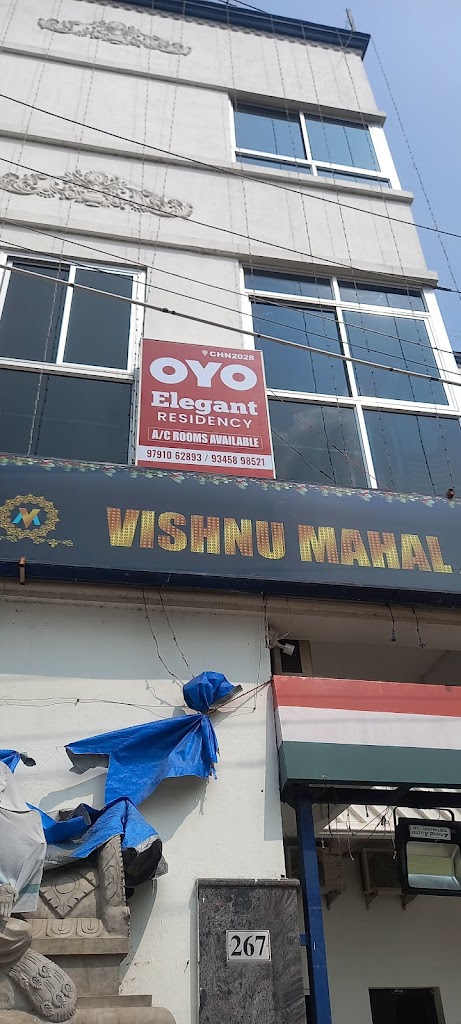 CHN2028
OYO
Elegant
RESIDENCY
A/C ROOMS AVAILABLE
97910 62893 / 93458 98521
VISHNU MAHAL
267